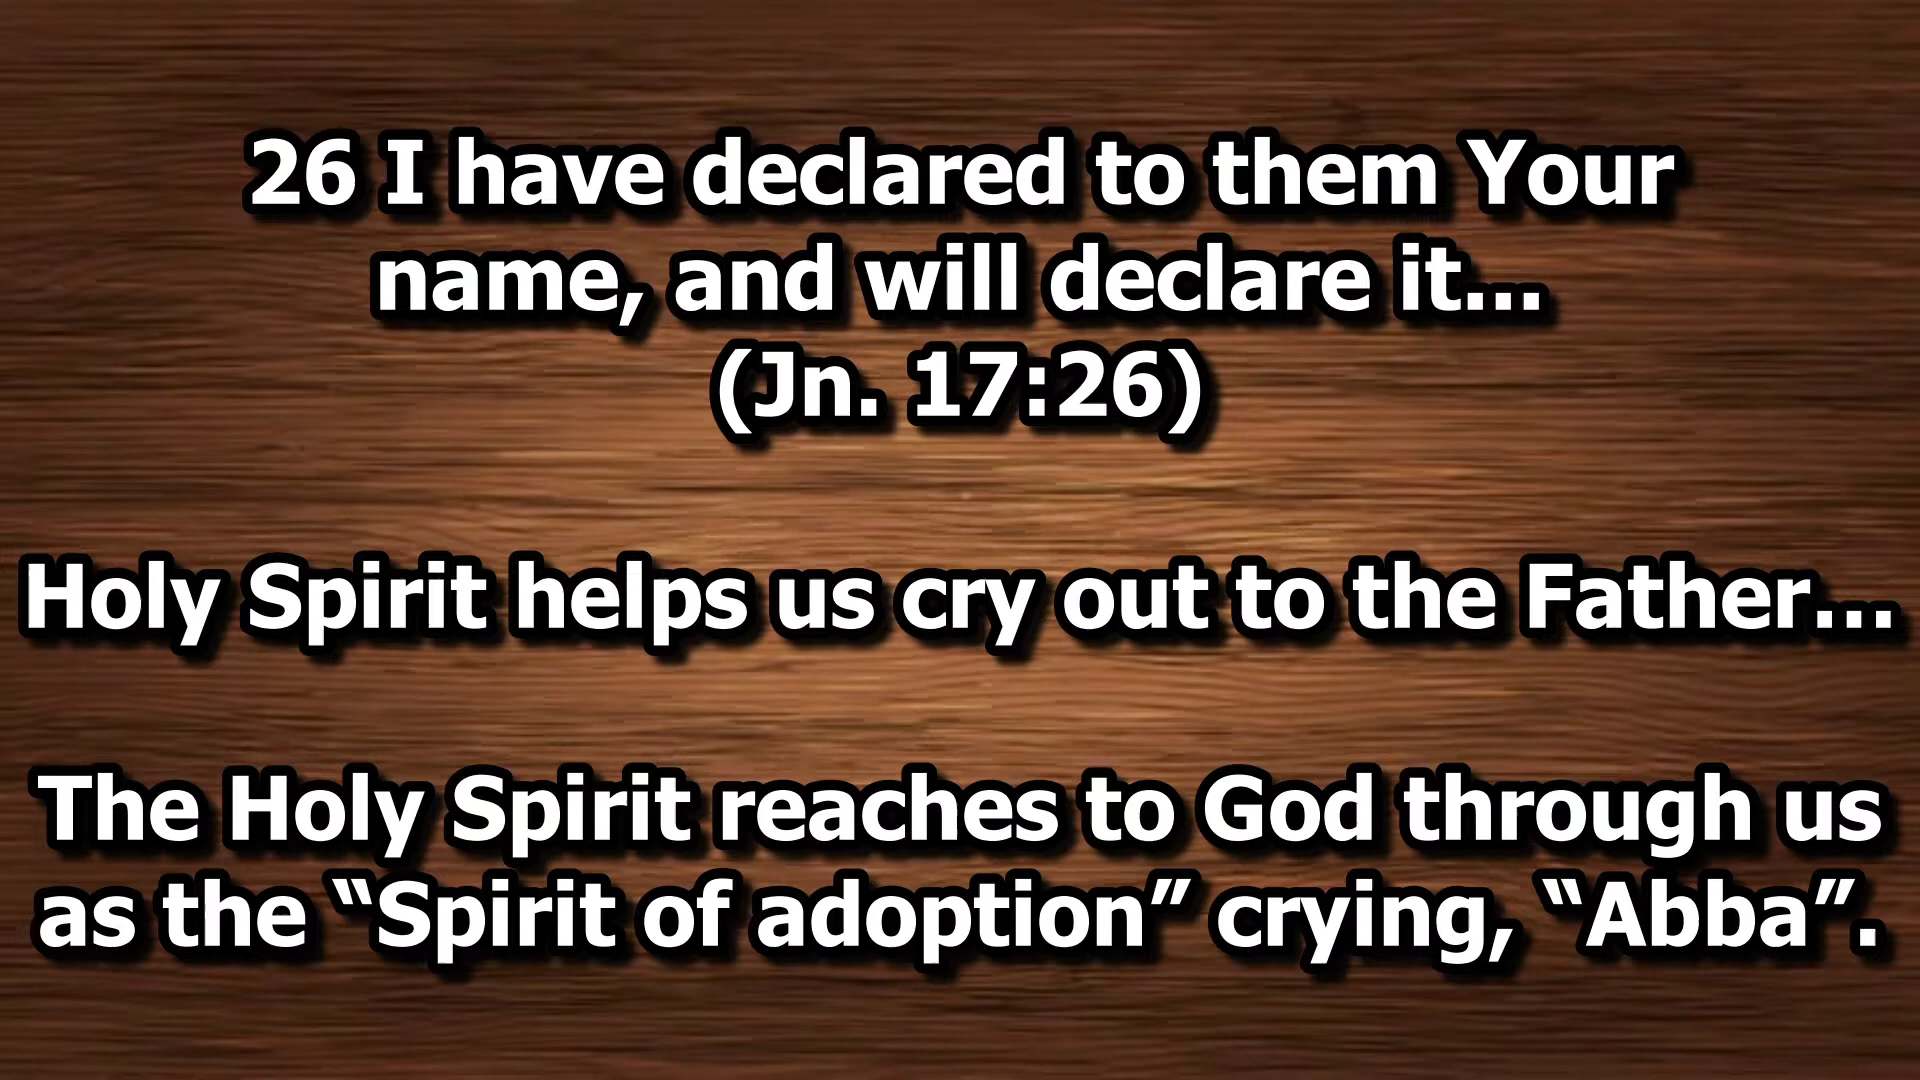 26 I have declared to them Your
name, and will declare it...
(Jn. 17:26)
Holy Spirit helps us cry out to the Father...
The Holy Spirit reaches to God through us
as the “Spirit of adoption” crying, “Abba”.